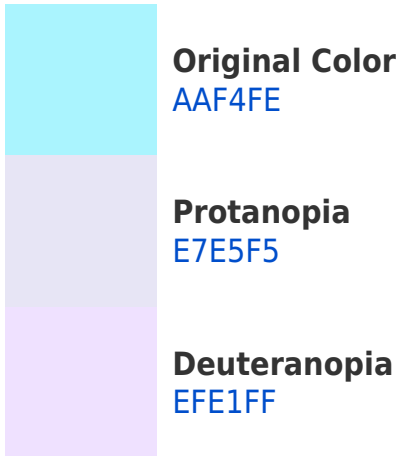 Original Color
AAF4FE
Protanopia
E7E5F5
Deuteranopia
EFE1FF